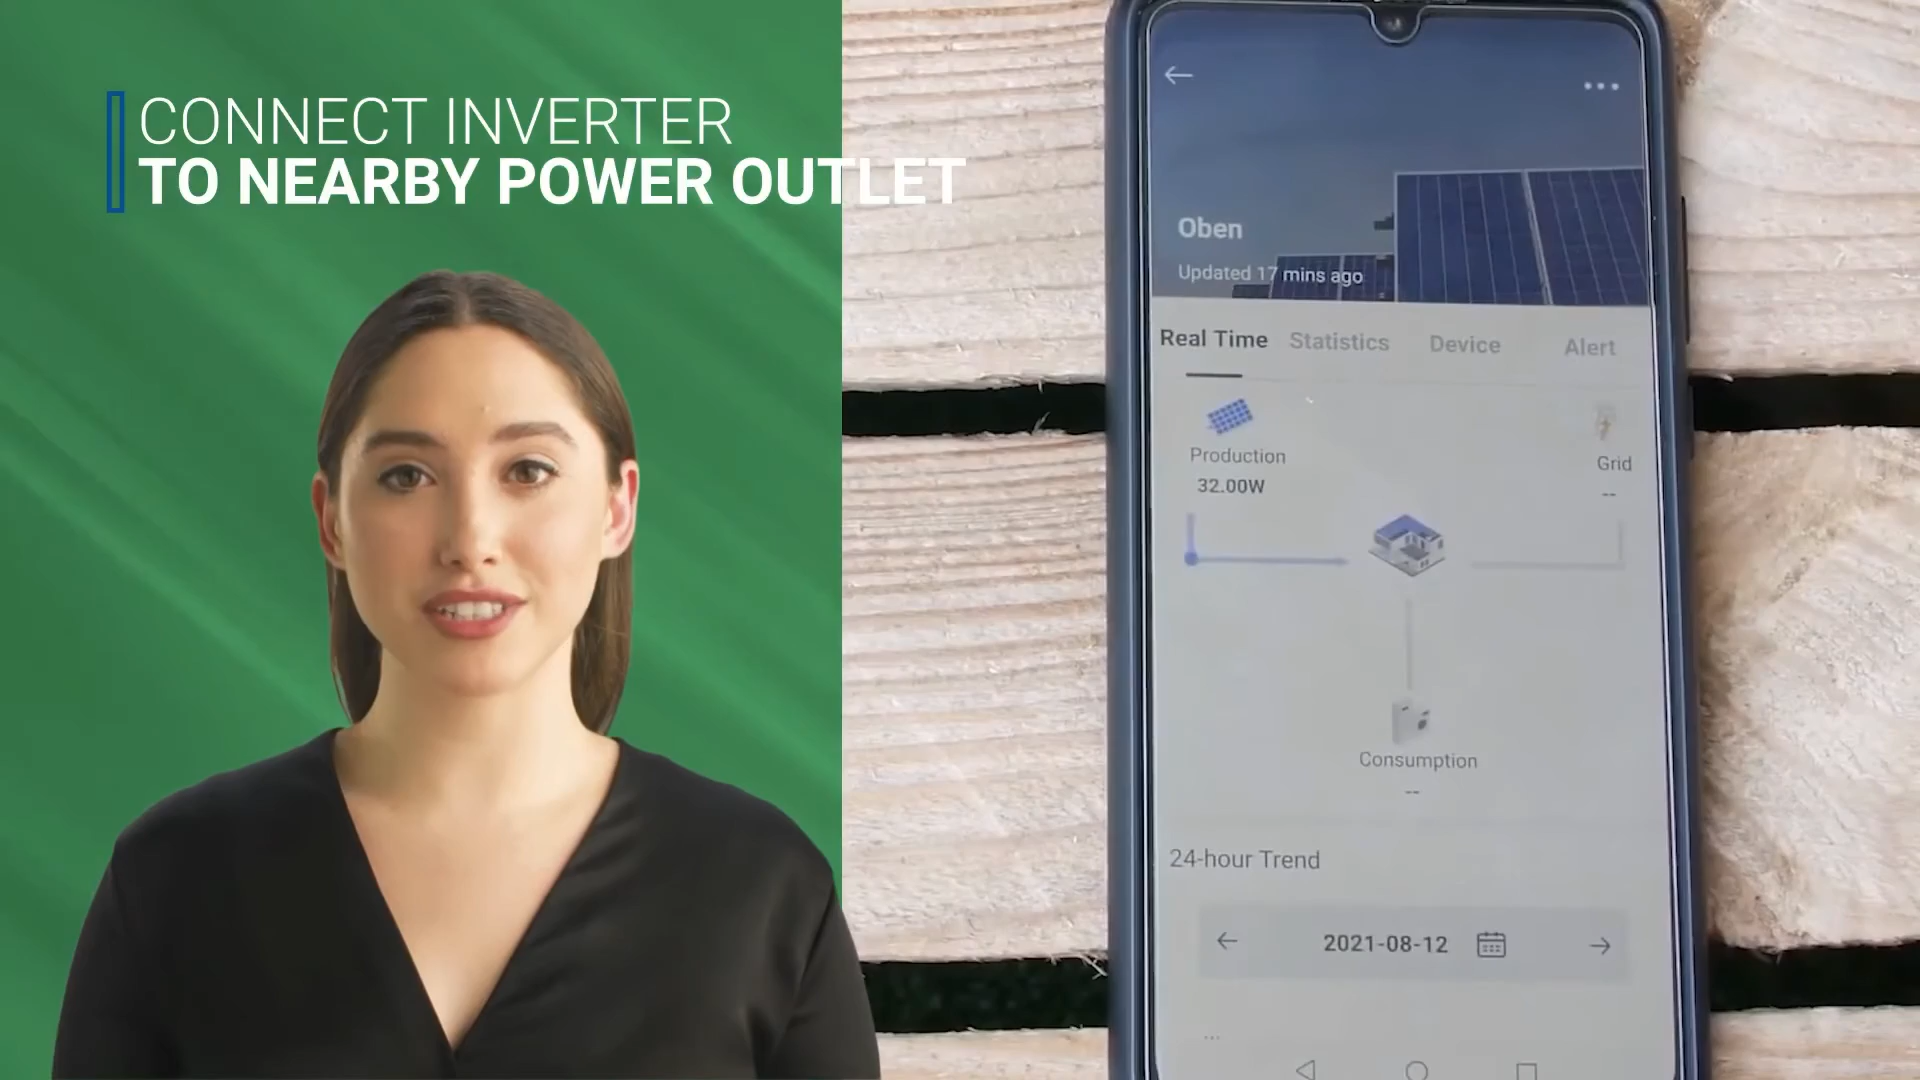 CONNECT INVERTER
TO NEARBY POWER OUTLET
Oben
Updated 17 mins ago
Real Time Statistics Device Alert
Production
32.00W
Grid
--
Consumption
--
24-hour Trend
2021-08-12